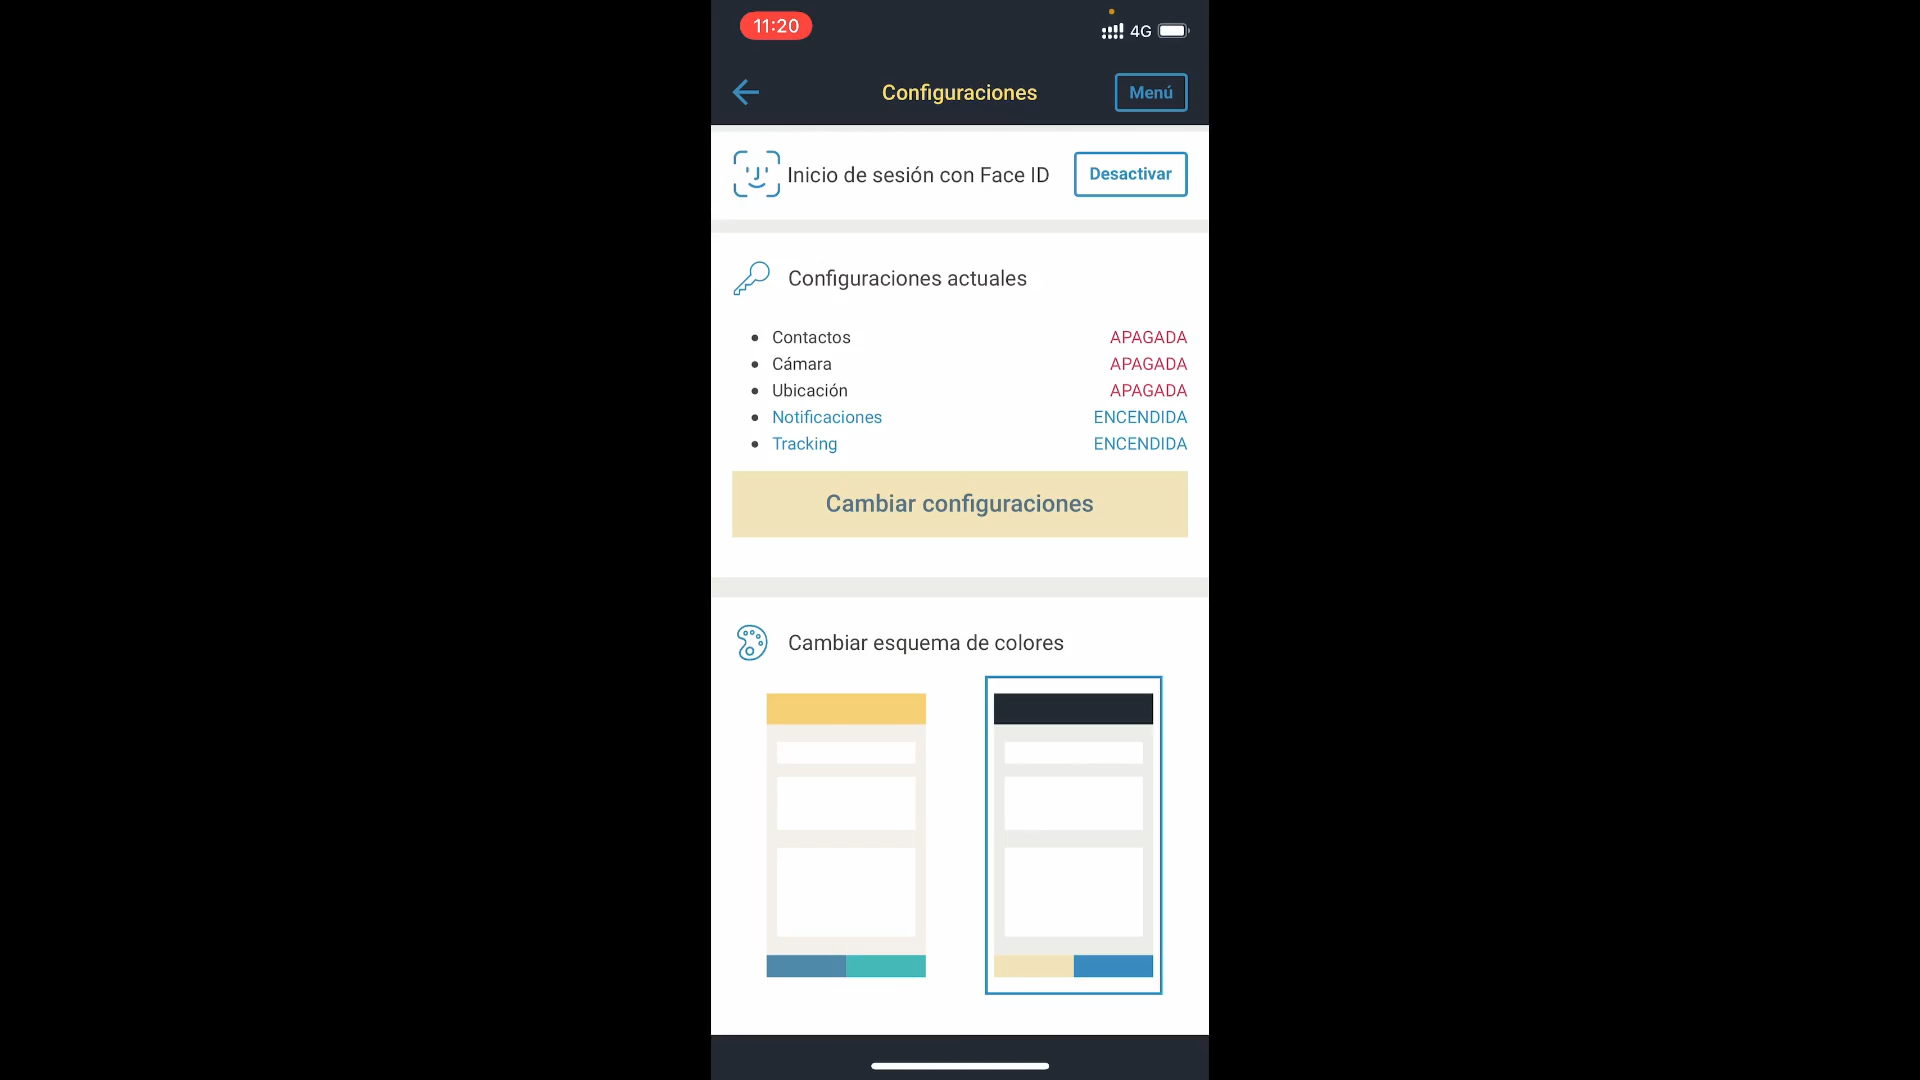 11:20
4G
Configuraciones
Menú
Inicio de sesión con Face ID
Desactivar
Configuraciones actuales
Contactos APAGADA
Cámara APAGADA
Ubicación APAGADA
Notificaciones ENCENDIDA
Tracking ENCENDIDA
Cambiar configuraciones
Cambiar esquema de colores